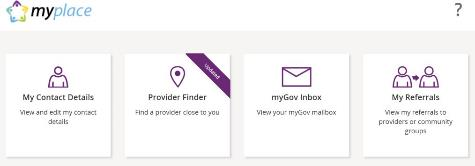 myplace
?
Updated
My Contact Details
View and edit my contact
details
Provider Finder
Find a provider close to you
myGov Inbox
View your myGov mailbox
My Referrals
View my referrals to
providers or community
groups